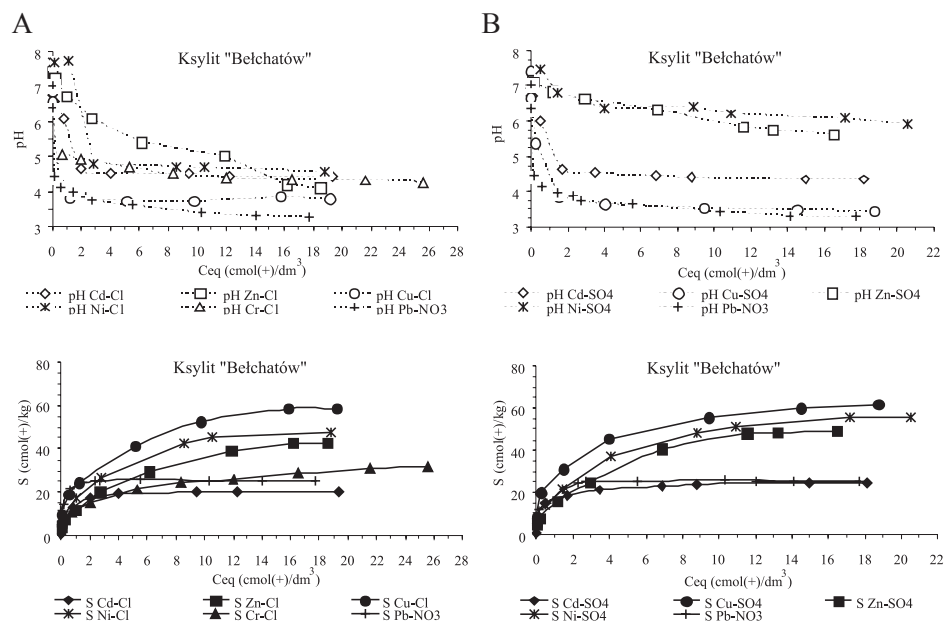 A
B
Ksylit "Bełchatów"
8
7
6
5
4
3
pH
0 2 4 6 8 10 12 14 16 18 20 22 24 26 28
Ceq (cmol(+)/dm3
pH Cd-Cl pH Zn-Cl pH Cu-Cl
pH Ni-Cl pH Cr-Cl pH Pb-NO3
Ksylit "Bełchatów"
8
7
6
5
4
3
pH
0 2 4 6 8 10 12 14 16 18 20 22
Ceq (cmol(+)/dm3
pH Cd-SO4 pH Cu-SO4 pH Zn-SO4
pH Ni-SO4 pH Pb-NO3
Ksylit "Bełchatów"
80
60
40
20
0
S (cmol(+)/kg)
0 2 4 6 8 10 12 14 16 18 20 22 24 26 28
Ceq (cmol(+)/dm3
S Cd-Cl S Zn-Cl S Cu-Cl
S Ni-Cl S Cr-Cl S Pb-NO3
Ksylit "Bełchatów"
80
60
40
20
0
S (cmol(+)/kg)
0 2 4 6 8 10 12 14 16 18 20 22
Ceq (cmol(+)/dm3
S Cd-SO4 S Cu-SO4 S Zn-SO4
S Ni-SO4 S Pb-NO3